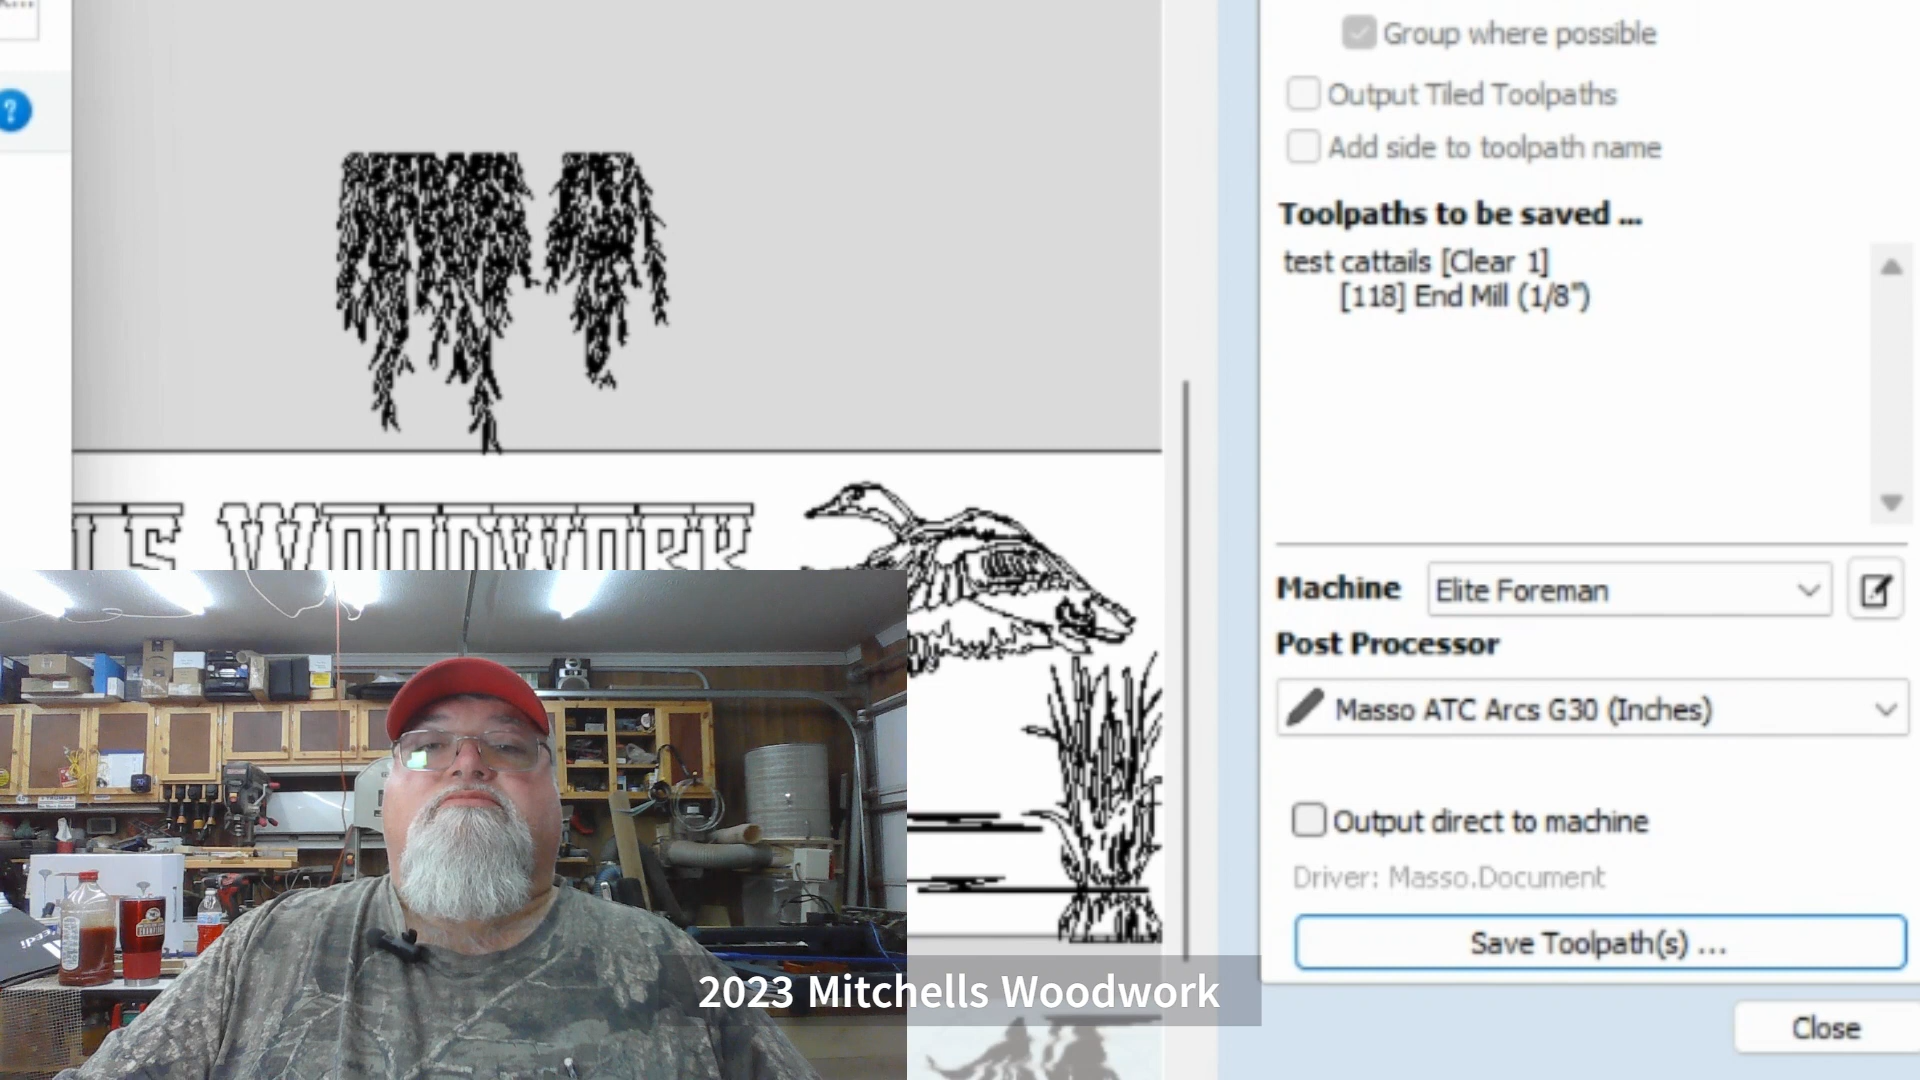 Group where possible
Output Tiled Toolpaths
Add side to toolpath name
Toolpaths to be saved ...
test cattails [Clear 1]
[118] End Mill (1/8")
LS WOODWORK
Machine
Elite Foreman
Post Processor
Masso ATC Arcs G30 (Inches)
Output direct to machine
Driver: Masso.Document
Save Toolpath(s) ...
2023 Mitchells Woodwork
Close
?